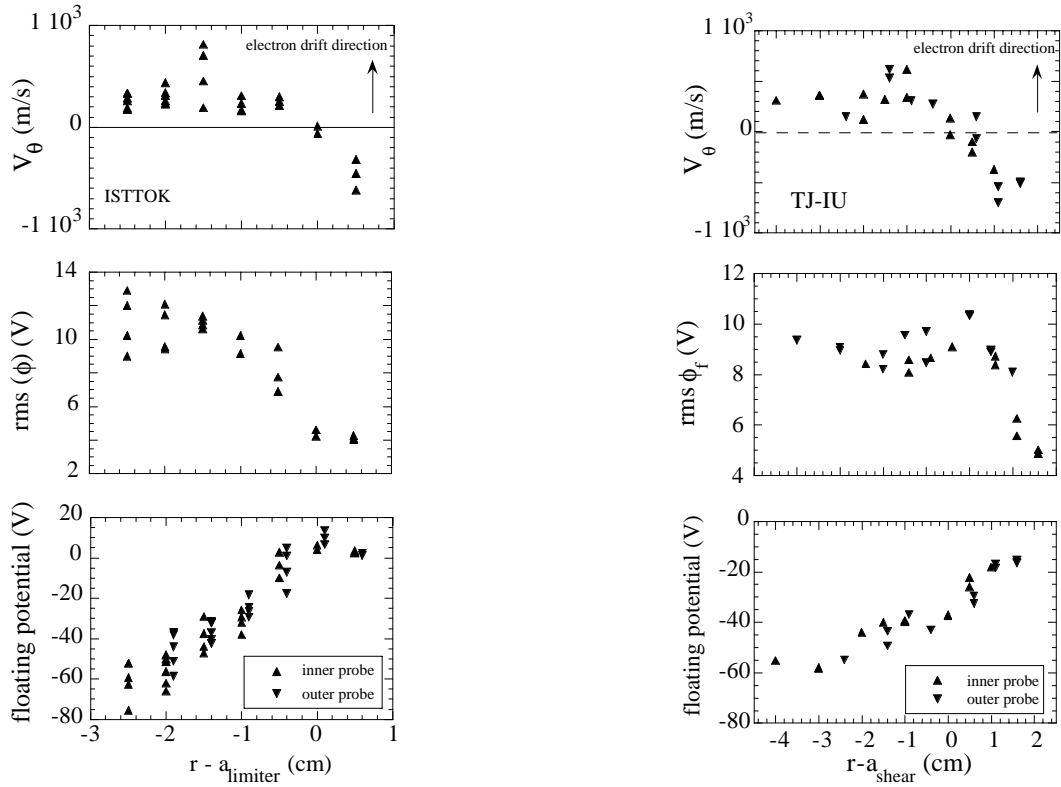 1 10³
electron drift direction
V_θ (m/s)
0
ISTTOK
-1 10³
14
10
6
2
rms (ϕ) (V)
20
0
-20
-40
-60
-80
floating potential (V)
inner probe
outer probe
-3 -2 -1 0 1
r - a_limiter (cm)
1 10³
electron drift direction
V_θ (m/s)
0
TJ-IU
-1 10³
12
10
8
6
4
rms ϕ_f (V)
0
-20
-40
-60
-80
floating potential (V)
inner probe
outer probe
-4 -3 -2 -1 0 1 2
r-a_shear (cm)